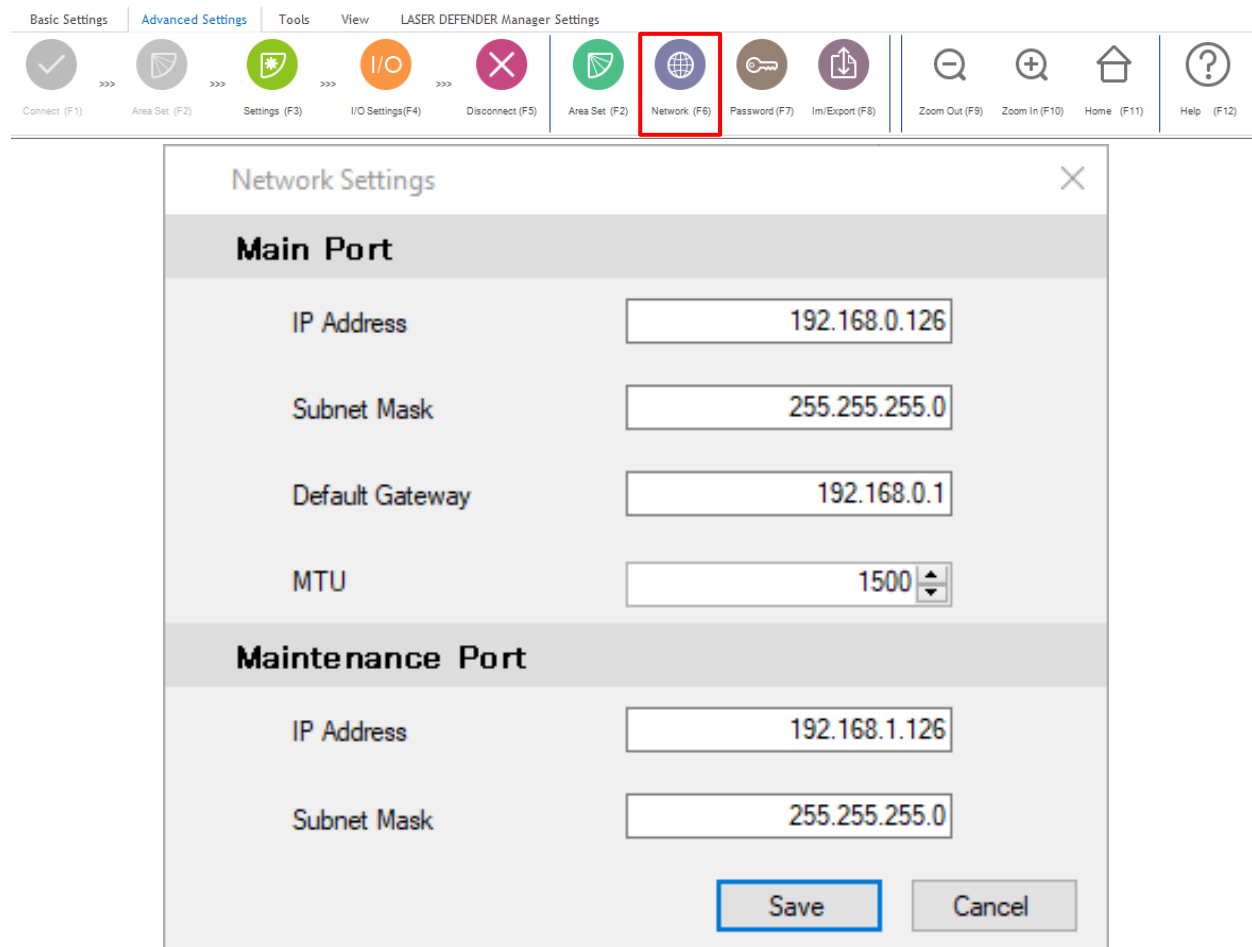 Basic Settings Advanced Settings Tools View LASER DEFENDER Manager Settings
>>> >>> >>> I/O >>>
Connect (F1) Area Set (F2) Settings (F3) I/O Settings(F4) Disconnect (F5) Area Set (F2) Network (F6) Password (F7) Im/Export (F8) Zoom Out (F9) Zoom In (F10) Home (F11) Help (F12)
Network Settings
Main Port
IP Address 192.168.0.126
Subnet Mask 255.255.255.0
Default Gateway 192.168.0.1
MTU 1500
Maintenance Port
IP Address 192.168.1.126
Subnet Mask 255.255.255.0
Save Cancel